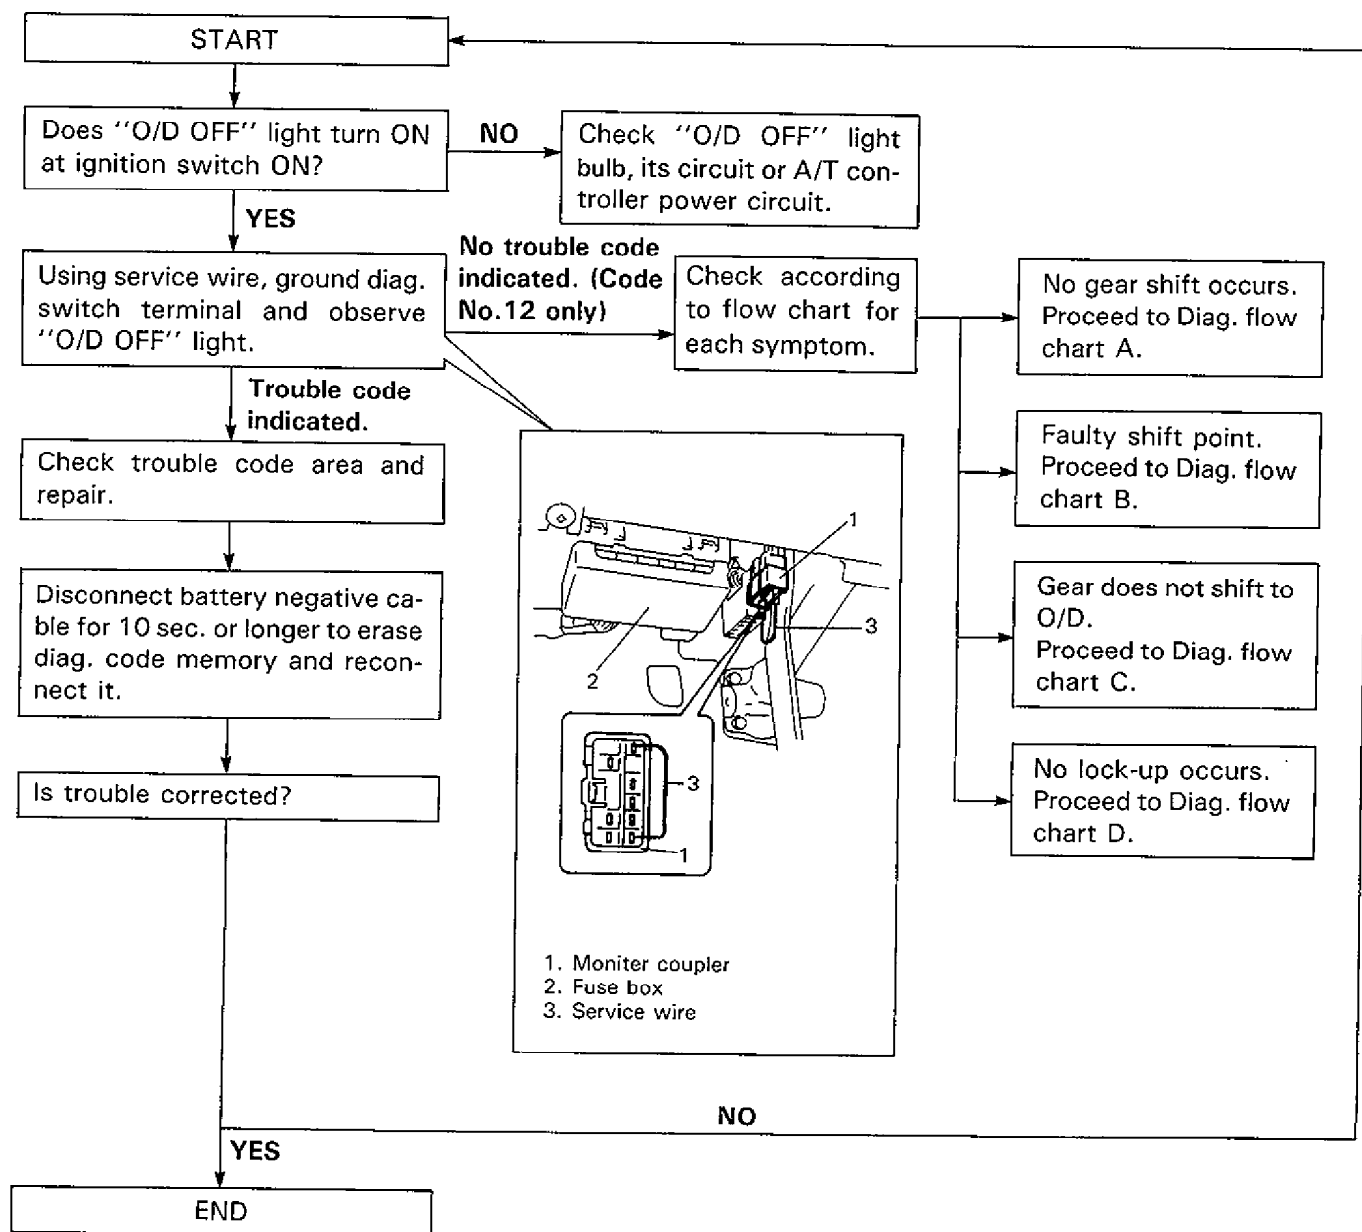 START
Does "O/D OFF" light turn ON
at ignition switch ON?
NO
Check "O/D OFF" light
bulb, its circuit or A/T con-
troller power circuit.
YES
Using service wire, ground diag.
switch terminal and observe
"O/D OFF" light.
No trouble code
indicated. (Code
No.12 only)
Check according
to flow chart for
each symptom.
No gear shift occurs.
Proceed to Diag. flow
chart A.
Faulty shift point.
Proceed to Diag. flow
chart B.
Gear does not shift to
O/D.
Proceed to Diag. flow
chart C.
No lock-up occurs.
Proceed to Diag. flow
chart D.
Trouble code
indicated.
Check trouble code area and
repair.
Disconnect battery negative ca-
ble for 10 sec. or longer to erase
diag. code memory and recon-
nect it.
Is trouble corrected?
1
3
2
3
1
1. Moniter coupler
2. Fuse box
3. Service wire
NO
YES
END